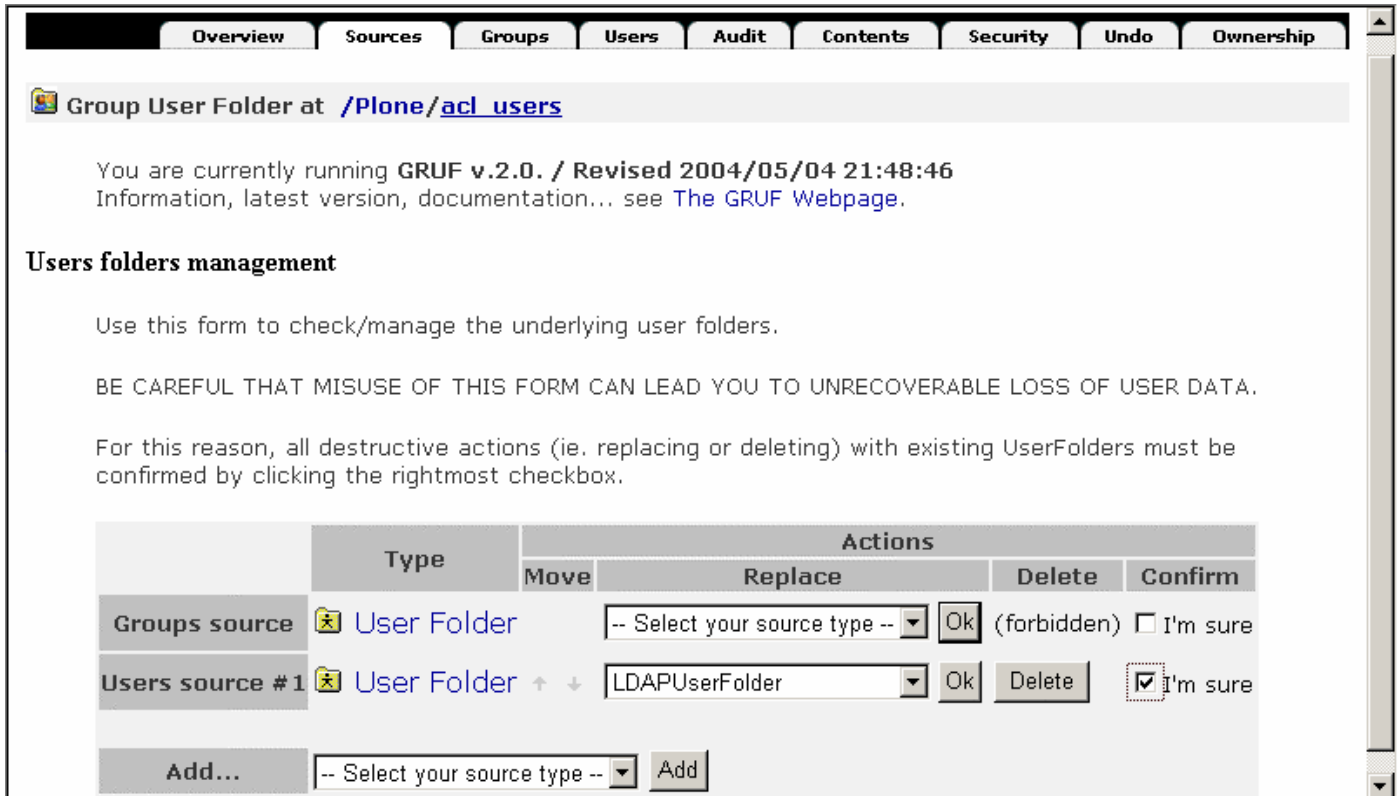 Overview Sources Groups Users Audit Contents Security Undo Ownership
Group User Folder at /Plone/acl_users
You are currently running GRUF v.2.0. / Revised 2004/05/04 21:48:46
Information, latest version, documentation... see The GRUF Webpage.
Users folders management
Use this form to check/manage the underlying user folders.
BE CAREFUL THAT MISUSE OF THIS FORM CAN LEAD YOU TO UNRECOVERABLE LOSS OF USER DATA.
For this reason, all destructive actions (ie. replacing or deleting) with existing UserFolders must be
confirmed by clicking the rightmost checkbox.
Type Actions
Move Replace Delete Confirm
Groups source User Folder -- Select your source type -- Ok (forbidden) I'm sure
Users source #1 User Folder LDAPUserFolder Ok Delete I'm sure
Add... -- Select your source type -- Add